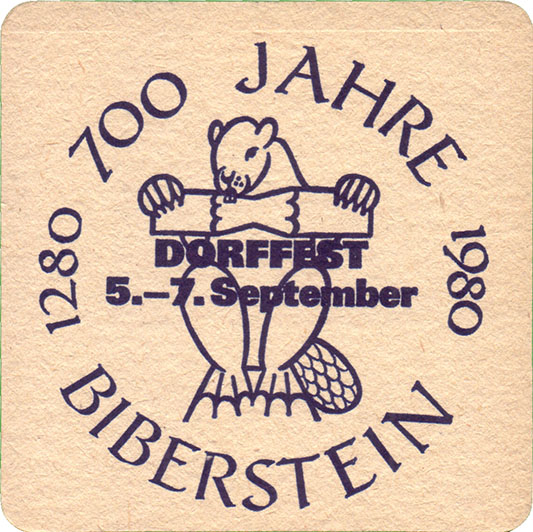 700 JAHRE
1280
1980
DORFFEST
5.–7. September
BIBERSTEIN